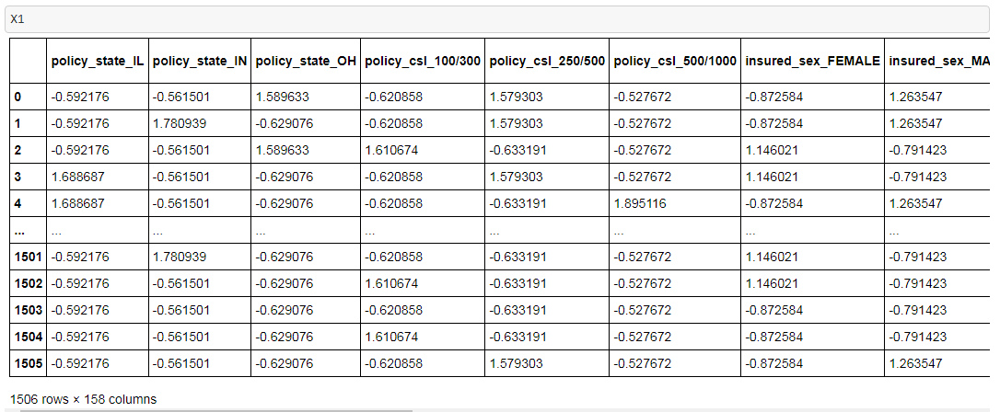 X1
policy_state_IL policy_state_IN policy_state_OH policy_csl_100/300 policy_csl_250/500 policy_csl_500/1000 insured_sex_FEMALE insured_sex_MA
0 -0.592176 -0.561501 1.589633 -0.620858 1.579303 -0.527672 -0.872584 1.263547
1 -0.592176 1.780939 -0.629076 -0.620858 1.579303 -0.527672 -0.872584 1.263547
2 -0.592176 -0.561501 1.589633 1.610674 -0.633191 -0.527672 1.146021 -0.791423
3 1.688687 -0.561501 -0.629076 -0.620858 1.579303 -0.527672 1.146021 -0.791423
4 1.688687 -0.561501 -0.629076 -0.620858 -0.633191 1.895116 -0.872584 1.263547
... ... ... ... ... ... ... ... ...
1501 -0.592176 1.780939 -0.629076 -0.620858 -0.633191 -0.527672 1.146021 -0.791423
1502 -0.592176 -0.561501 -0.629076 1.610674 -0.633191 -0.527672 1.146021 -0.791423
1503 -0.592176 -0.561501 -0.629076 -0.620858 -0.633191 -0.527672 -0.872584 -0.791423
1504 -0.592176 -0.561501 -0.629076 1.610674 -0.633191 -0.527672 -0.872584 -0.791423
1505 -0.592176 -0.561501 -0.629076 -0.620858 1.579303 -0.527672 -0.872584 1.263547
1506 rows × 158 columns